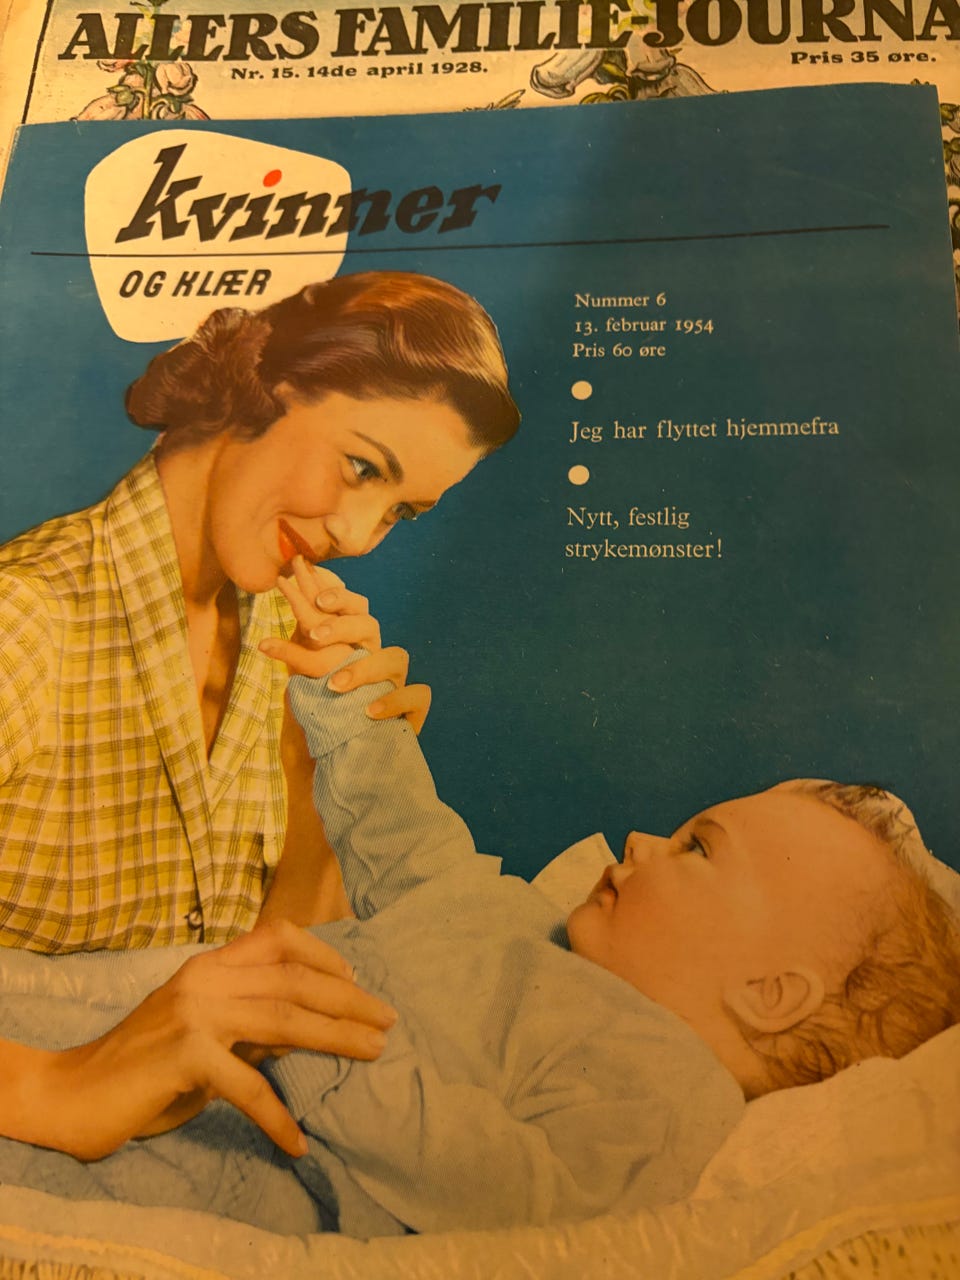 ALLERS FAMILIE-JOURNA
Nr. 15. 14de april 1928.
Pris 35 øre.
kvinner
OG KLÆR
Nummer 6
13. februar 1954
Pris 60 øre
Jeg har flyttet hjemmefra
Nytt, festlig
strykemønster!